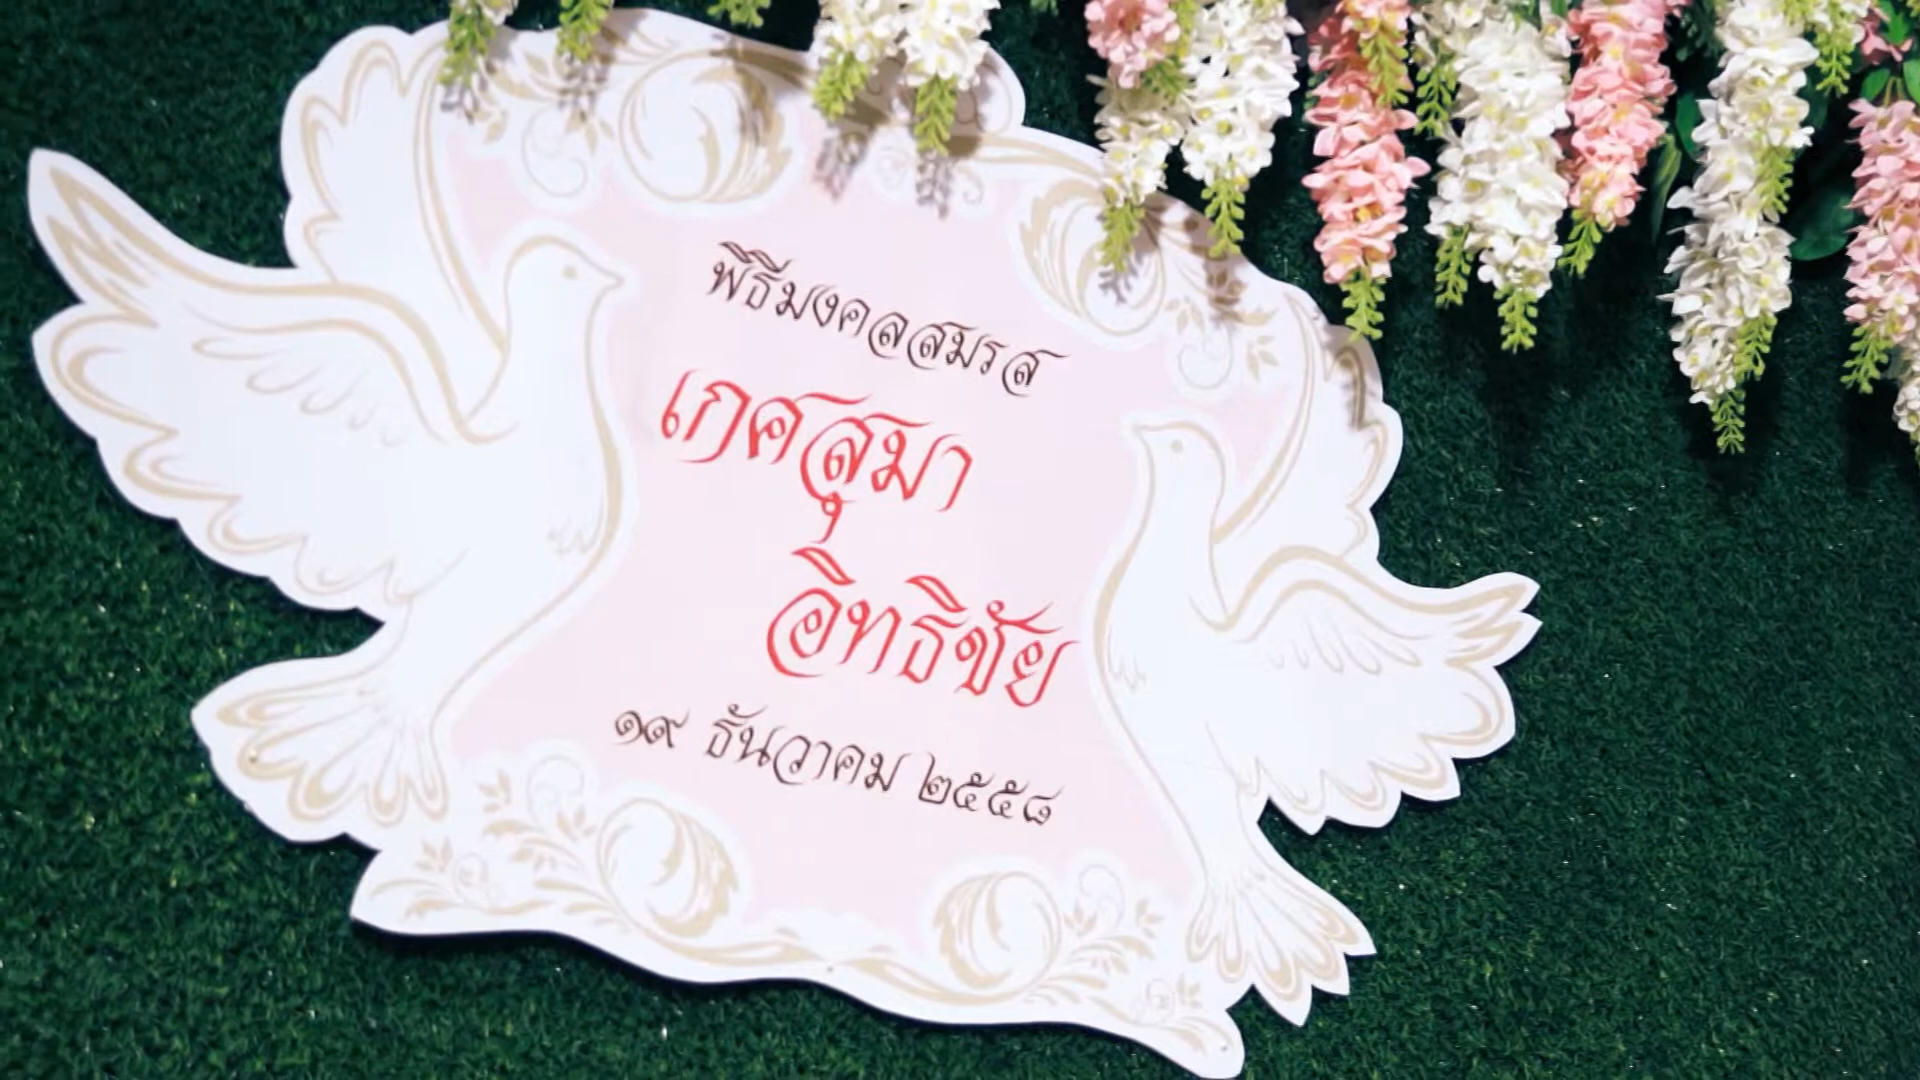 พิธีมงคลสมรส
เกศสุมา
อิทธิชัย
๑๙ ธันวาคม ๒๕๕๘